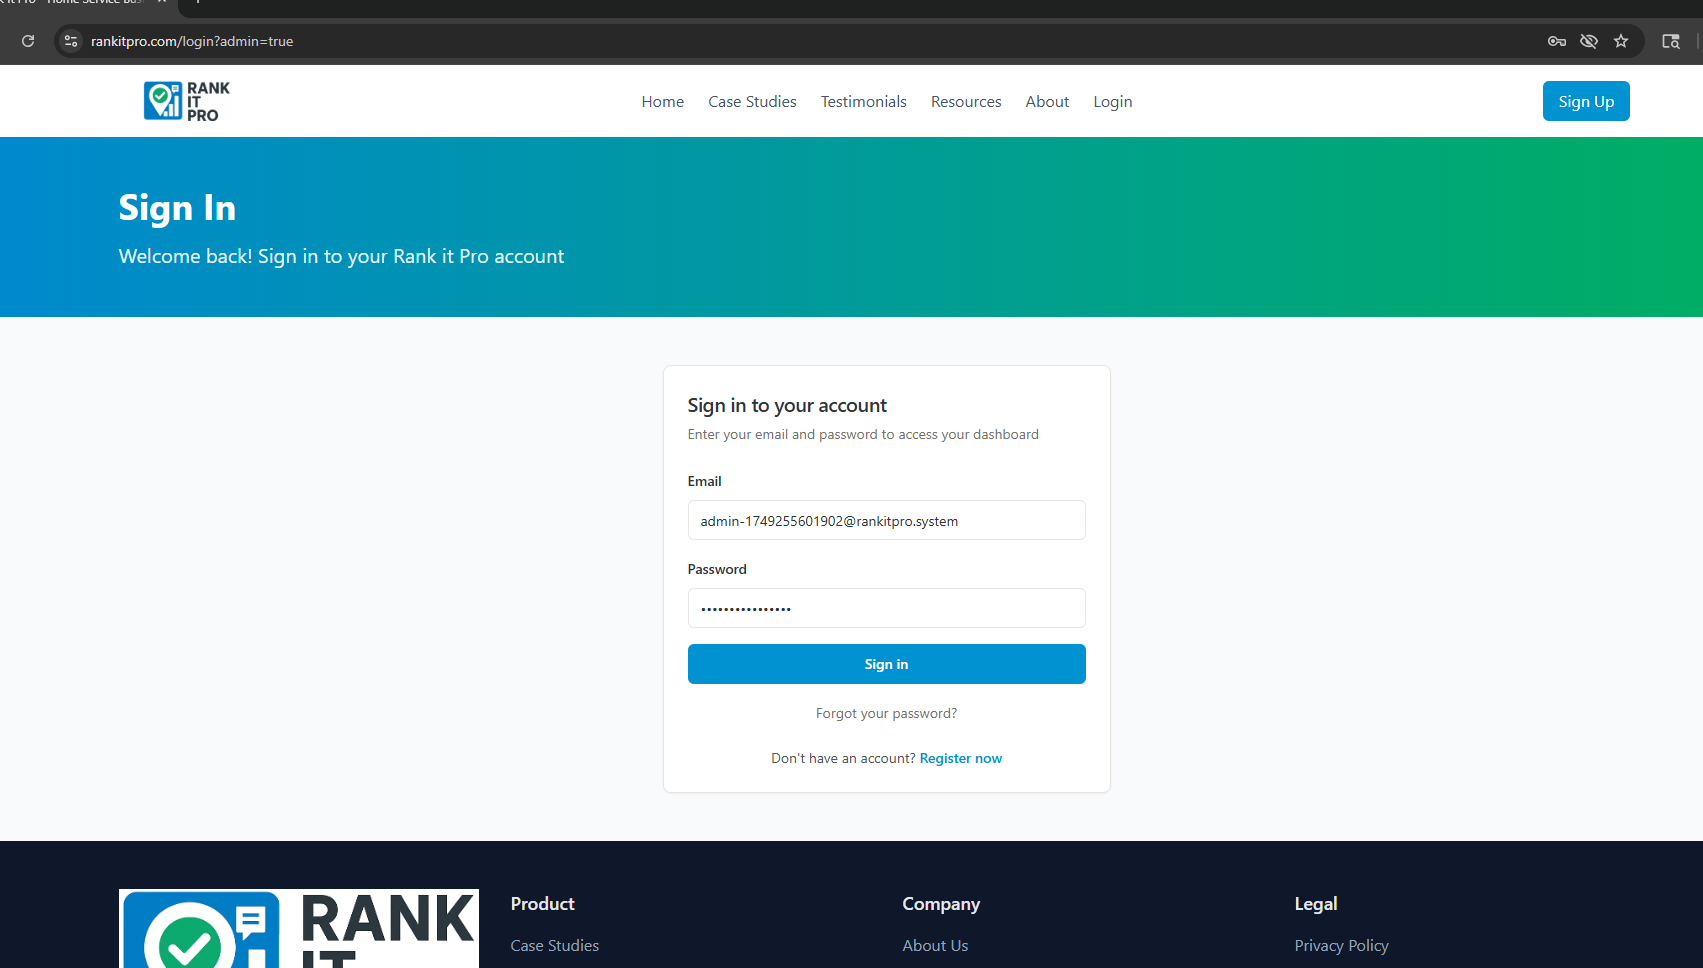 rankitpro.com/login?admin=true
RANK
IT
PRO
Home Case Studies Testimonials Resources About Login
Sign Up
Sign In
Welcome back! Sign in to your Rank it Pro account
Sign in to your account
Enter your email and password to access your dashboard
Email
admin-1749255601902@rankitpro.system
Password
Sign in
Forgot your password?
Don't have an account? Register now
RANK
Product
Company
Legal
Case Studies
About Us
Privacy Policy